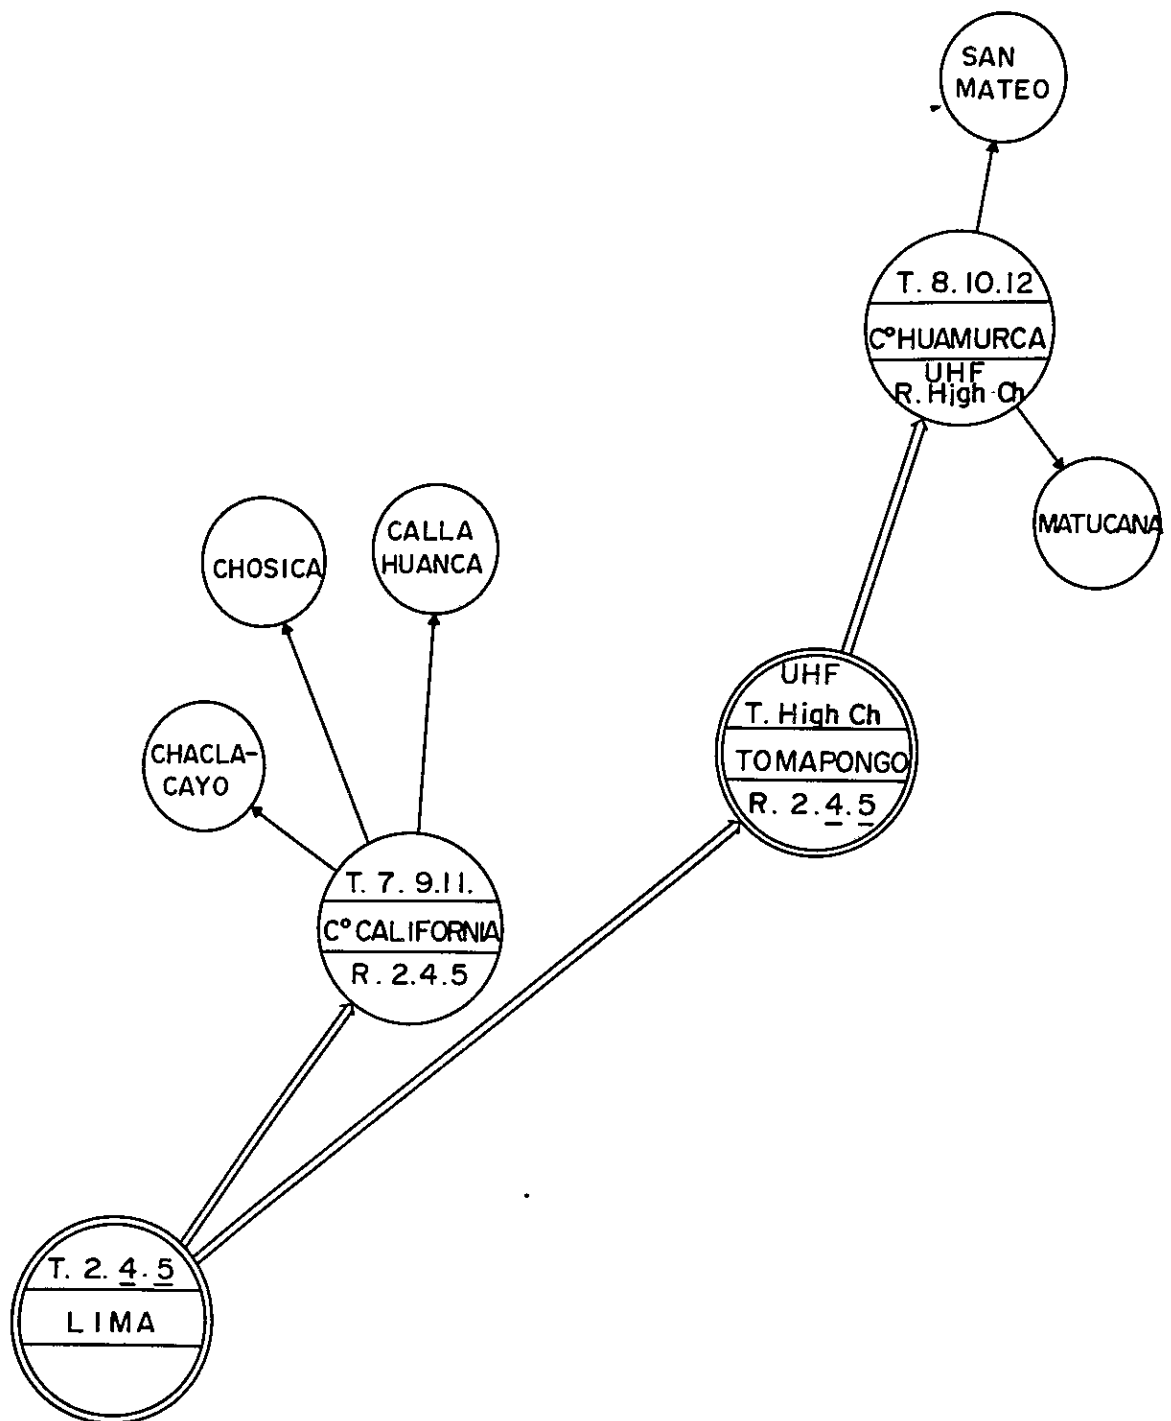 SAN
MATEO
T. 8. 10. 12
C° HUAMURCA
UHF
R. High Ch
MATUCANA
CHOSICA
CALLA
HUANCA
UHF
T. High Ch
TOMAPONGO
R. 2. 4. 5
CHACLA-
CAYO
T. 7. 9. 11.
C° CALIFORNIA
R. 2. 4. 5
T. 2. 4. 5
LIMA